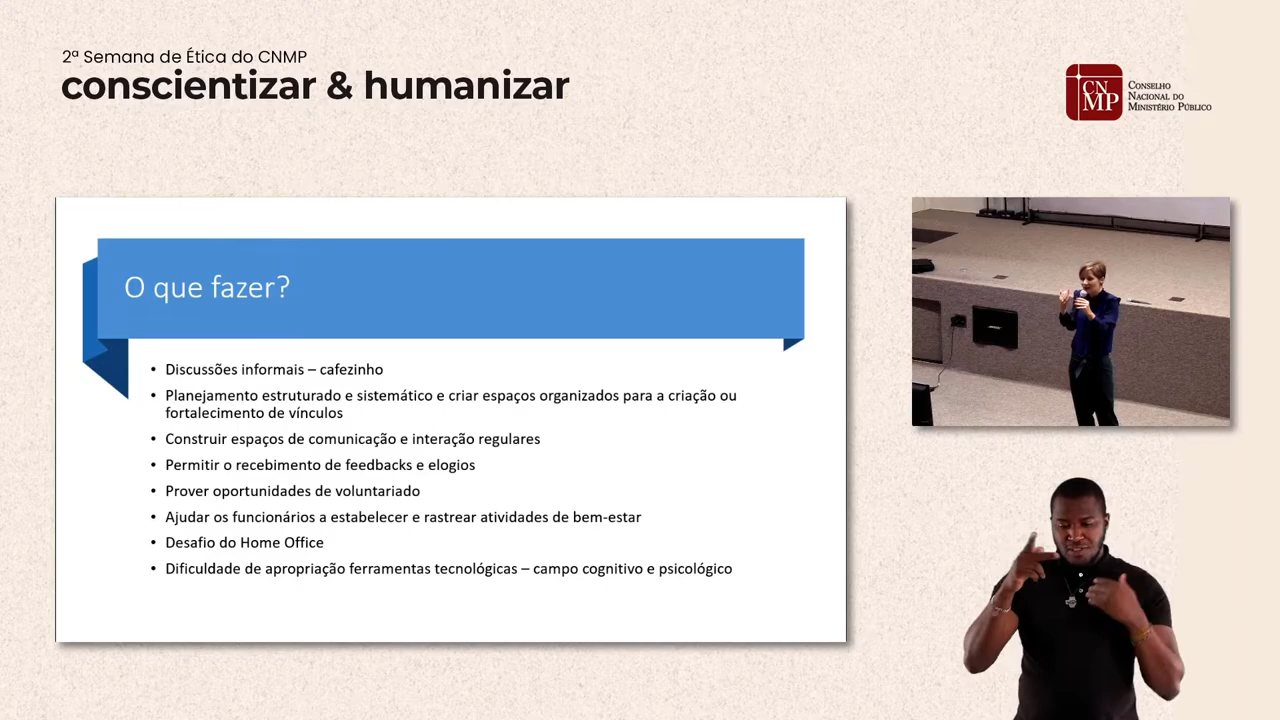 2ª Semana de Ética do CNMP
conscientizar & humanizar
CN
MP
Conselho
Nacional do
Ministério Público
O que fazer?
• Discussões informais – cafezinho
• Planejamento estruturado e sistemático e criar espaços organizados para a criação ou
fortalecimento de vínculos
• Construir espaços de comunicação e interação regulares
• Permitir o recebimento de feedbacks e elogios
• Prover oportunidades de voluntariado
• Ajudar os funcionários a estabelecer e rastrear atividades de bem-estar
• Desafio do Home Office
• Dificuldade de apropriação ferramentas tecnológicas – campo cognitivo e psicológico